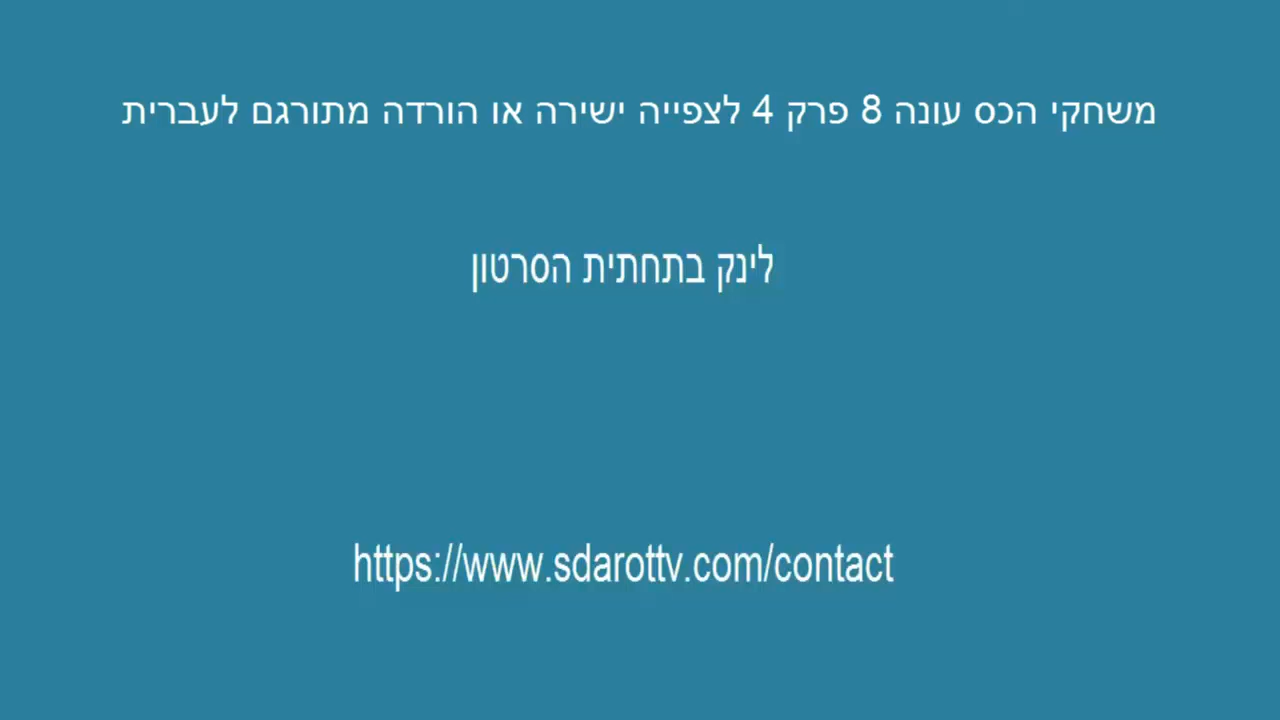 משחקי הכס עונה 8 פרק 4 לצפייה ישירה או הורדה מתורגם לעברית
לינק בתחתית הסרטון
https://www.sdarottv.com/contact